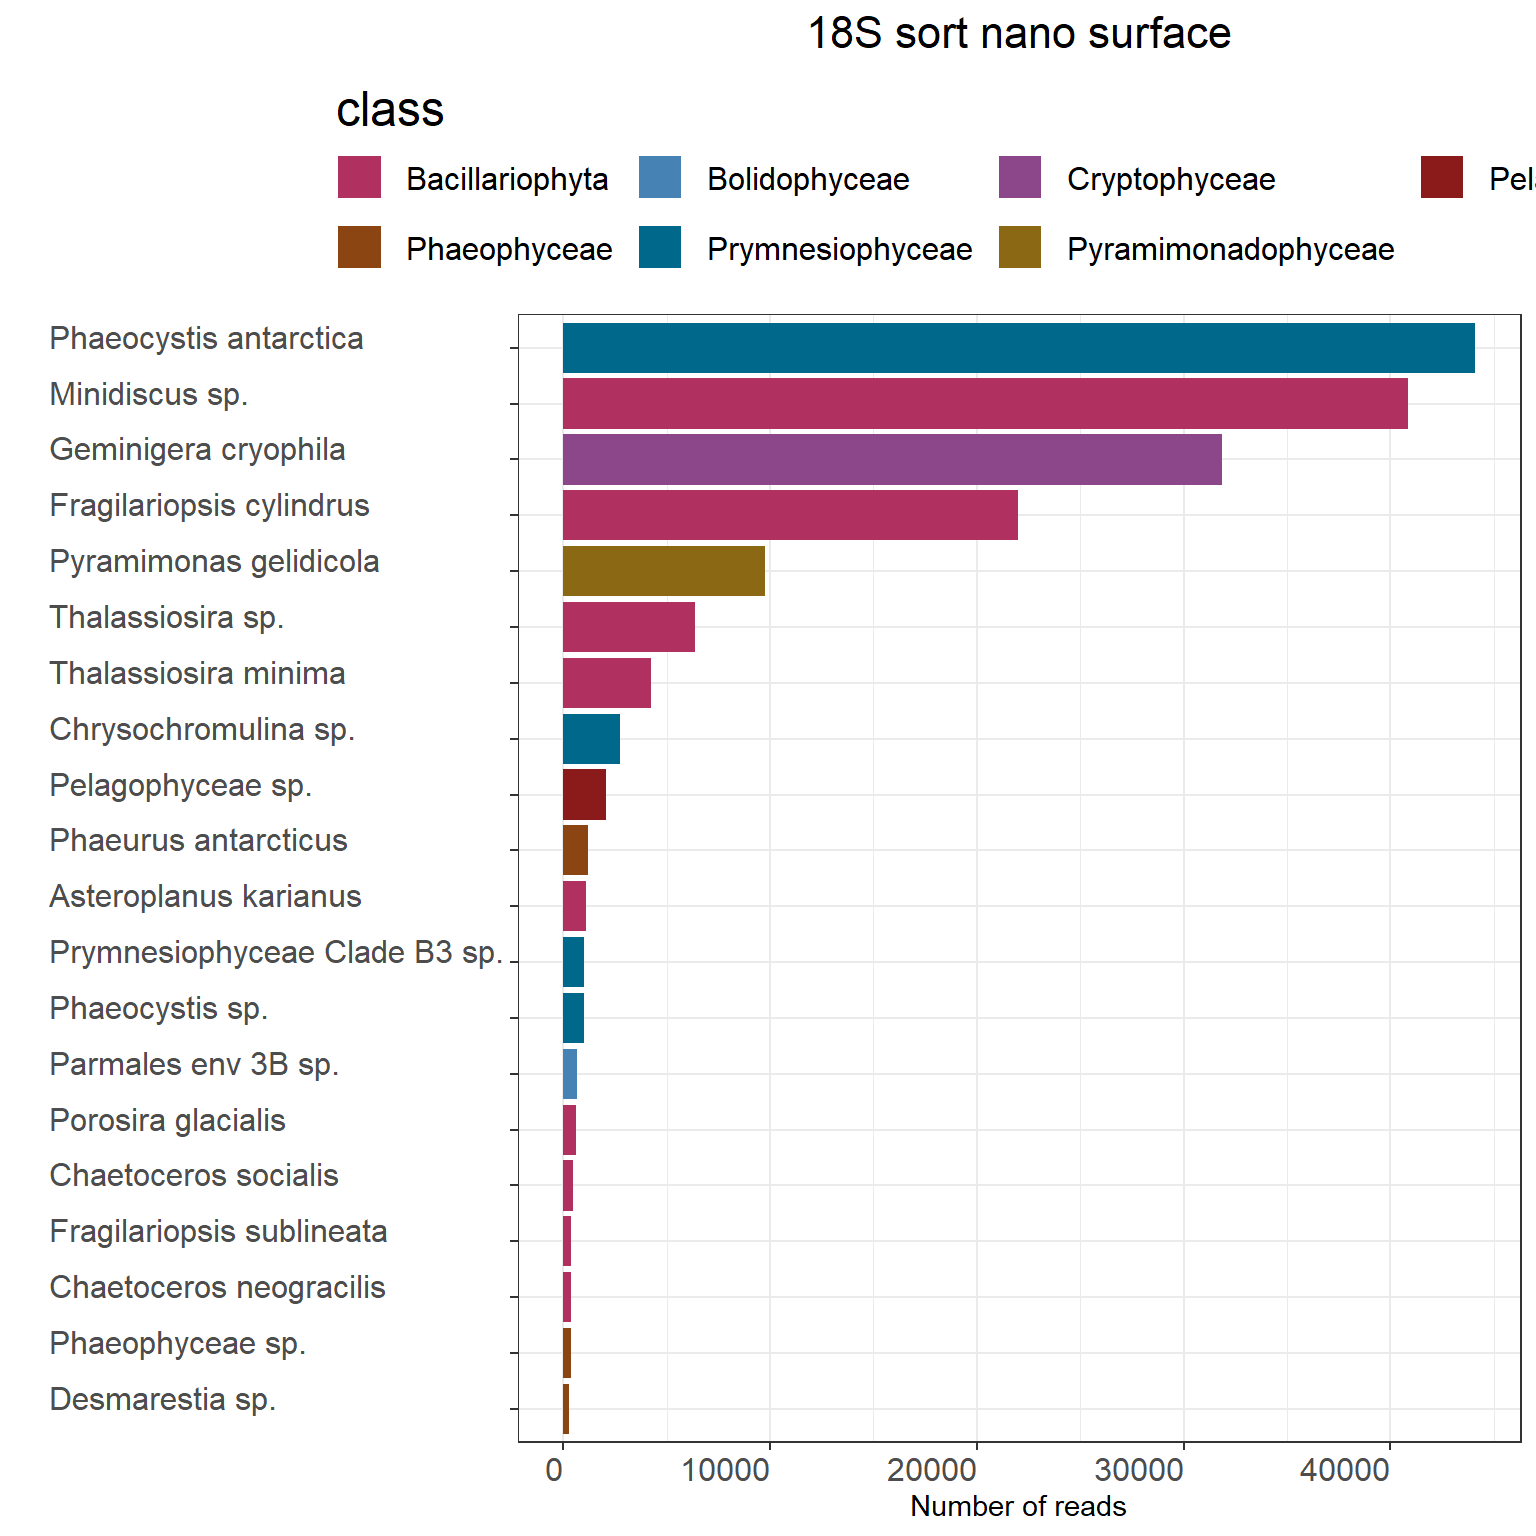 18S sort nano surface
class
Bacillariophyta Bolidophyceae Cryptophyceae Pel
Phaeophyceae Prymnesiophyceae Pyramimonadophyceae
Phaeocystis antarctica
Minidiscus sp.
Geminigera cryophila
Fragilariopsis cylindrus
Pyramimonas gelidicola
Thalassiosira sp.
Thalassiosira minima
Chrysochromulina sp.
Pelagophyceae sp.
Phaeurus antarcticus
Asteroplanus karianus
Prymnesiophyceae Clade B3 sp.
Phaeocystis sp.
Parmales env 3B sp.
Porosira glacialis
Chaetoceros socialis
Fragilariopsis sublineata
Chaetoceros neogracilis
Phaeophyceae sp.
Desmarestia sp.
0 10000 20000 30000 40000
Number of reads